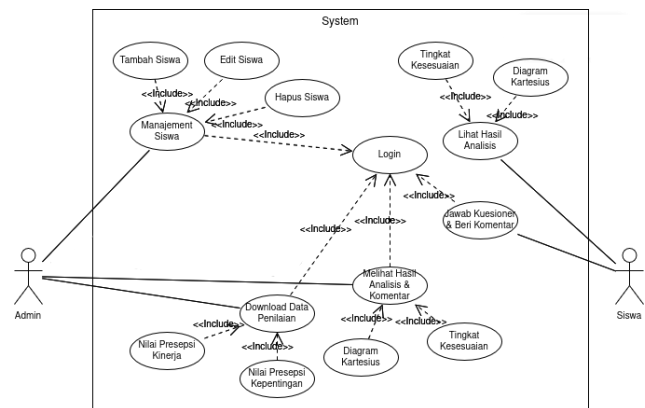 System
Tambah Siswa
Edit Siswa
Hapus Siswa
<<Include>>
<<Include>>
<<Include>>
Manajement
Siswa
<<Include>>
Login
Tingkat
Kesesuaian
Diagram
Kartesius
<<Include>>
<<Include>>
Lihat Hasil
Analisis
<<Include>>
Jawab Kuesioner
& Beri Komentar
<<Include>>
<<Include>>
Admin
Siswa
Melihat Hasil
Analisis &
Komentar
Download Data
Penilaian
<<Include>>
<<Include>>
<<Include>>
<<Include>>
Nilai Presepsi
Kinerja
Nilai Presepsi
Kepentingan
Diagram
Kartesius
Tingkat
Kesesuaian